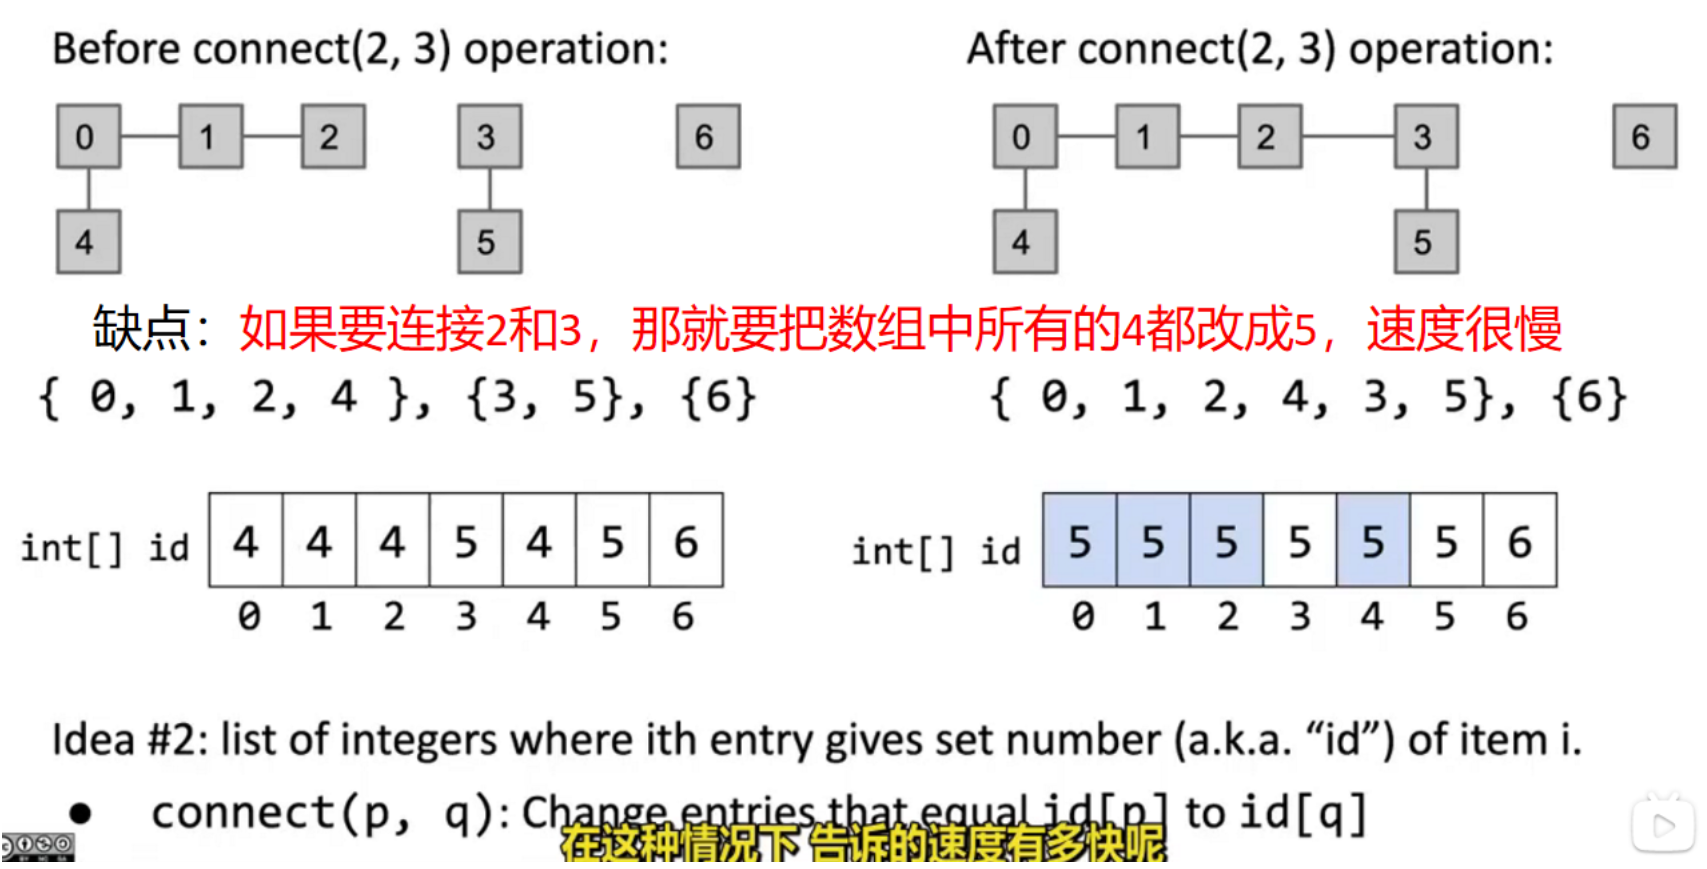 Before connect(2, 3) operation:
After connect(2, 3) operation:
0 1 2 3 6
4 5
0 1 2 3 6
4 5
缺点：如果要连接2和3，那就要把数组中所有的4都改成5，速度很慢
{ 0, 1, 2, 4 }, {3, 5}, {6}
{ 0, 1, 2, 4, 3, 5}, {6}
int[] id 4 4 4 5 4 5 6
0 1 2 3 4 5 6
int[] id 5 5 5 5 5 5 6
0 1 2 3 4 5 6
Idea #2: list of integers where ith entry gives set number (a.k.a. “id”) of item i.
● connect(p, q): Change entries that equal id[p] to id[q]
在这种情况下 告诉的速度有多快呢